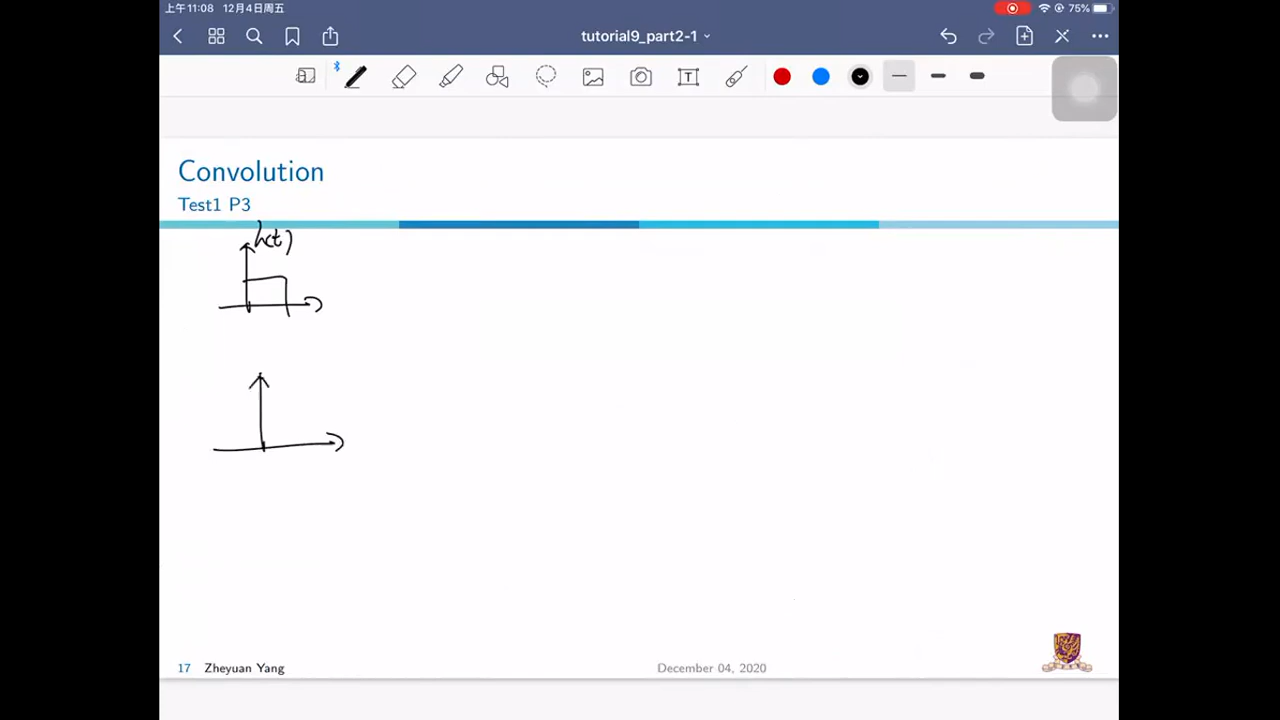 上午11:08 12月4日周五 75%
tutorial9_part2-1
T
Convolution
Test1 P3
h(t)
17 Zheyuan Yang December 04, 2020